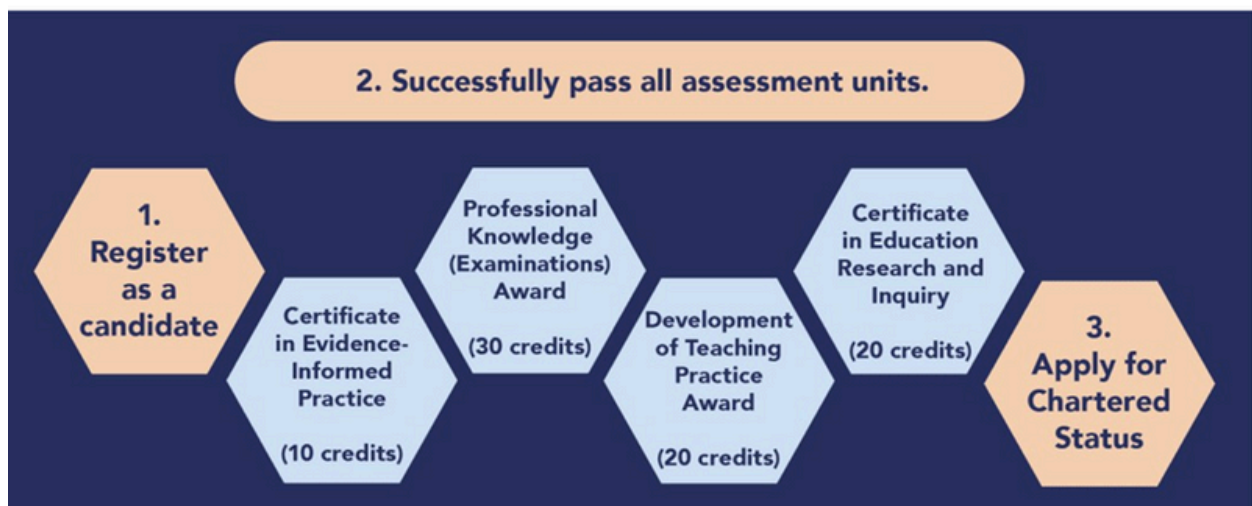 2. Successfully pass all assessment units.
1.
Register
as a
candidate
Certificate
in Evidence-
Informed
Practice
(10 credits)
Professional
Knowledge
(Examinations)
Award
(30 credits)
Development
of Teaching
Practice
Award
(20 credits)
Certificate
in Education
Research and
Inquiry
(20 credits)
3.
Apply for
Chartered
Status